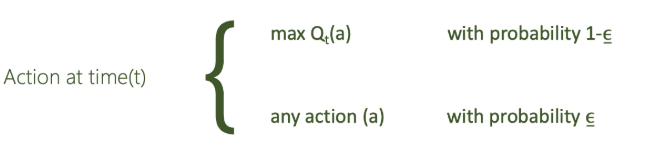 max Qt(a) with probability 1-ϵ
Action at time(t)
any action (a) with probability ϵ